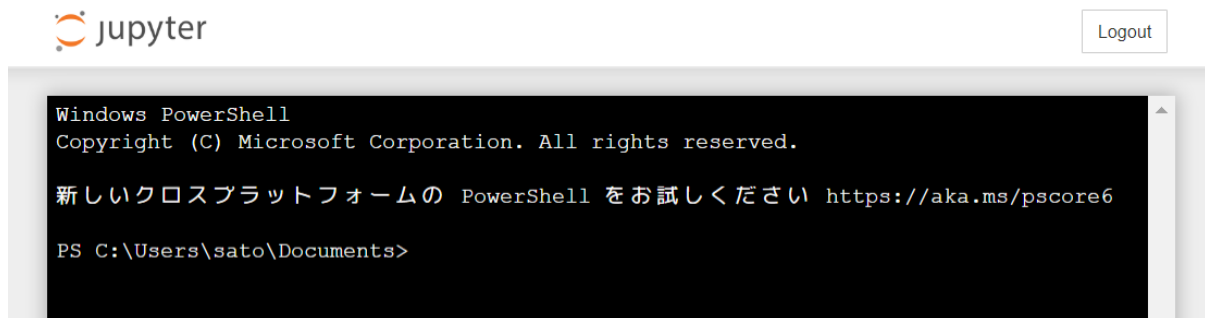 jupyter
Logout
Windows PowerShell
Copyright (C) Microsoft Corporation. All rights reserved.
新しいクロスプラットフォームの PowerShell をお試しください https://aka.ms/pscore6
PS C:\Users\sato\Documents>